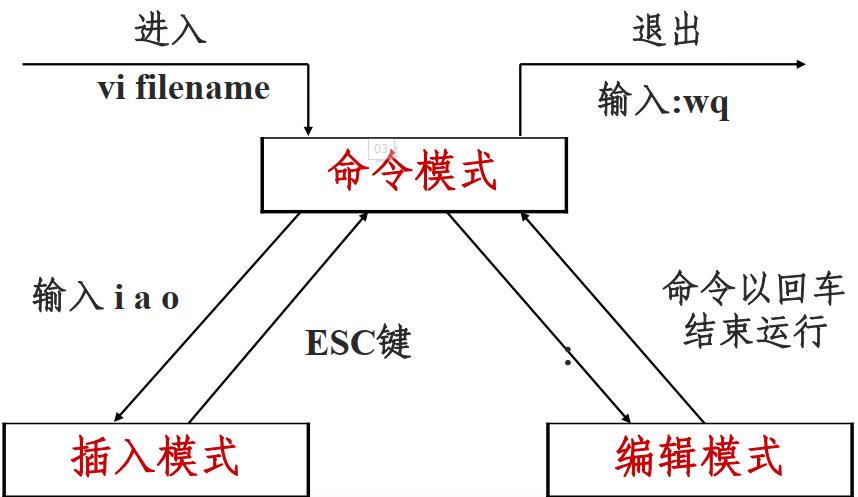 进入
vi filename
退出
输入:wq
03:
命令模式
输入 i a o
ESC键
:
命令以回车
结束运行
插入模式
编辑模式